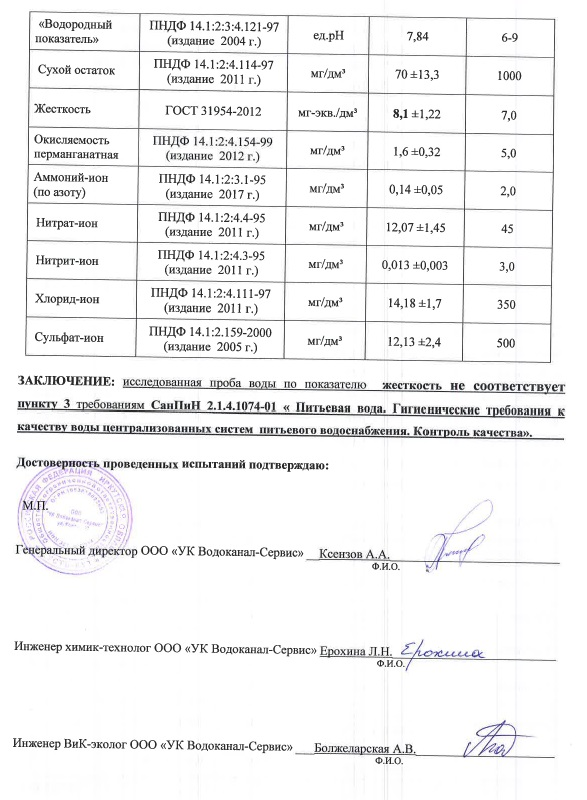 «Водородный показатель» ПНДФ 14.1:2:3:4.121-97 (издание 2004 г.) ед.рН 7,84 6-9
Сухой остаток ПНДФ 14.1:2:4.114-97 (издание 2011 г.) мг/дм³ 70 ±13,3 1000
Жесткость ГОСТ 31954-2012 мг-экв./дм³ 8,1 ±1,22 7,0
Окисляемость перманганатная ПНДФ 14.1:2:4.154-99 (издание 2012 г.) мг/дм³ 1,6 ±0,32 5,0
Аммоний-ион (по азоту) ПНДФ 14.1:2:3.1-95 (издание 2017 г.) мг/дм³ 0,14 ±0,05 2,0
Нитрат-ион ПНДФ 14.1:2:4.4-95 (издание 2011 г.) мг/дм³ 12,07 ±1,45 45
Нитрит-ион ПНДФ 14.1:2:4.3-95 (издание 2011 г.) мг/дм³ 0,013 ±0,003 3,0
Хлорид-ион ПНДФ 14.1:2:4.111-97 (издание 2011 г.) мг/дм³ 14,18 ±1,7 350
Сульфат-ион ПНДФ 14.1:2.159-2000 (издание 2005 г.) мг/дм³ 12,13 ±2,4 500
ЗАКЛЮЧЕНИЕ: исследованная проба воды по показателю жесткость не соответствует
пункту 3 требованиям СанПиН 2.1.4.1074-01 « Питьевая вода. Гигиенические требования к
качеству воды централизованных систем питьевого водоснабжения. Контроль качества».
Достоверность проведенных испытаний подтверждаю:
М.П.
Генеральный директор ООО «УК Водоканал-Сервис» Ксензов А.А.
Ф.И.О.
Инженер химик-технолог ООО «УК Водоканал-Сервис» Ерохина Л.Н. Ерохина
Ф.И.О.
Инженер ВиК-эколог ООО «УК Водоканал-Сервис» Болжеларская А.В.
Ф.И.О.